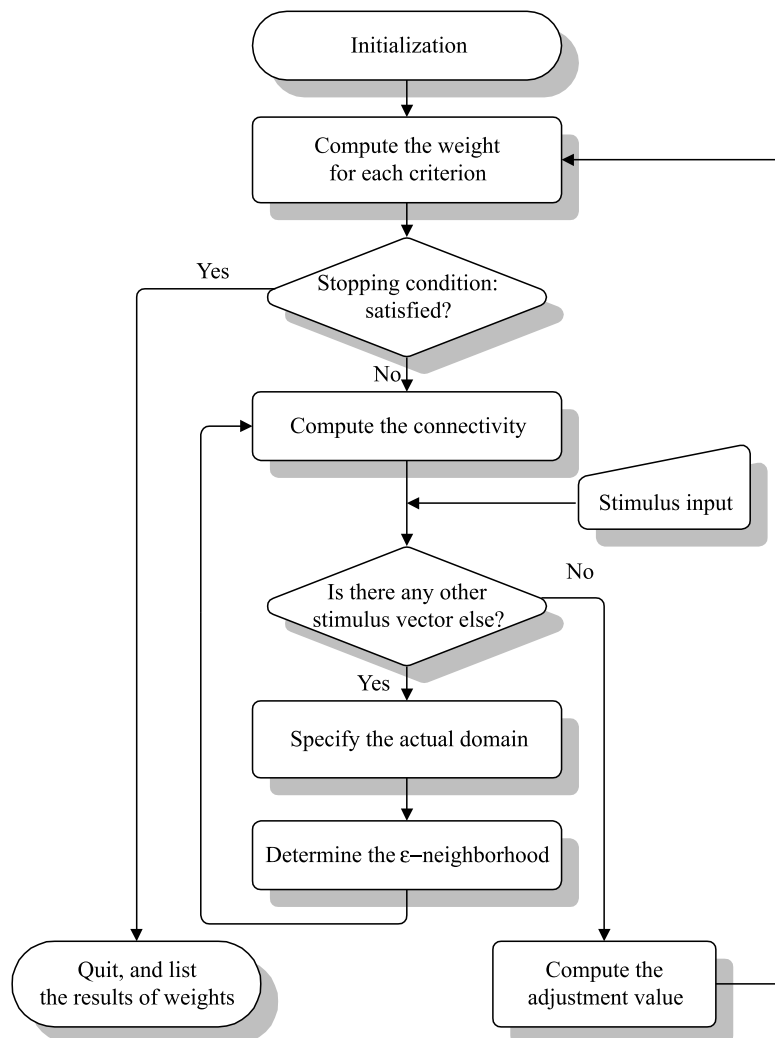 Initialization
Compute the weight
for each criterion
Yes
Stopping condition:
satisfied?
No
Compute the connectivity
Stimulus input
Is there any other
stimulus vector else?
No
Yes
Specify the actual domain
Determine the ε−neighborhood
Quit, and list
the results of weights
Compute the
adjustment value